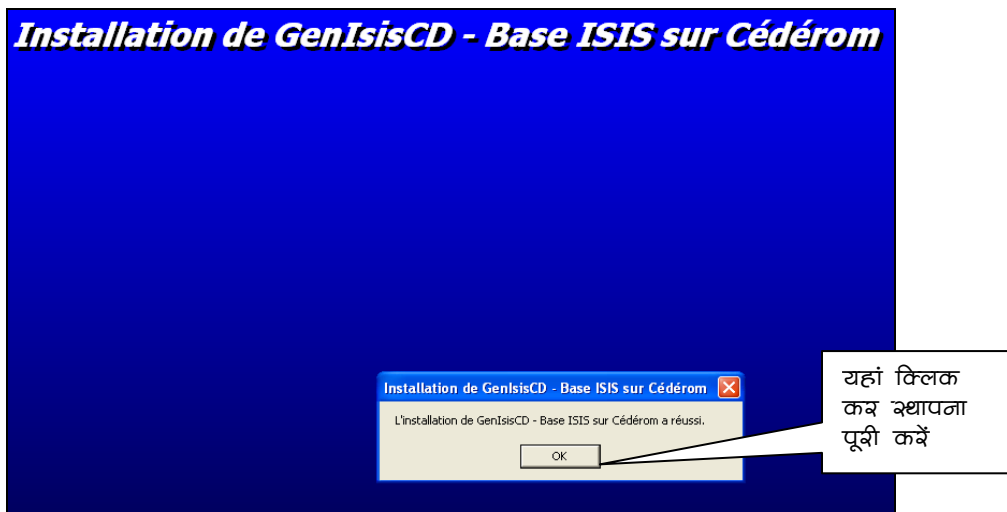 Installation de GenIsisCD - Base ISIS sur Cédérom
Installation de GenIsisCD - Base ISIS sur Cédérom
L'installation de GenIsisCD - Base ISIS sur Cédérom a réussi.
OK
यहां क्लिक
कर स्थापना
पूरी करें